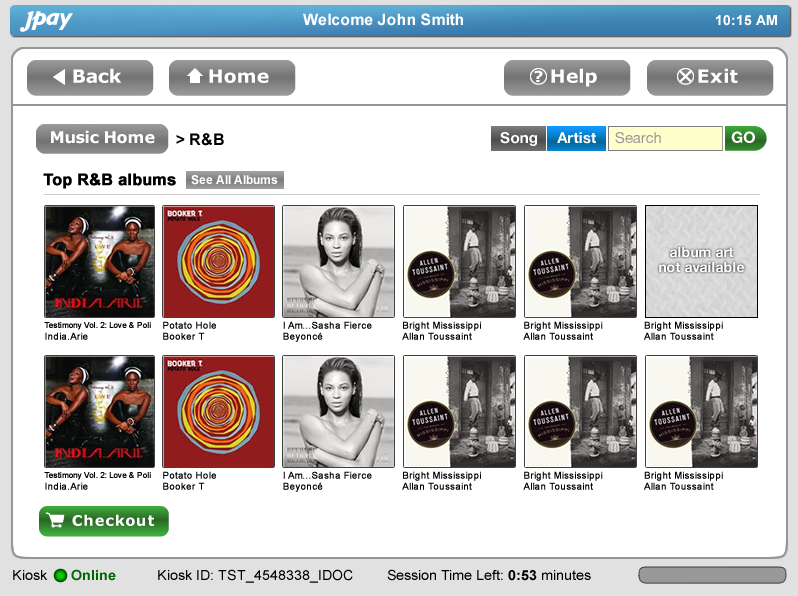 Jpay Welcome John Smith 10:15 AM
Back Home Help Exit
Music Home > R&B Song Artist Search GO
Top R&B albums See All Albums
INDIA.ARIE
BOOKER T.
POTATO HOLE
ALLEN TOUSSAINT
ALLEN TOUSSAINT
album art
not available
Testimony Vol. 2: Love & Poli Potato Hole I Am...Sasha Fierce Bright Mississippi Bright Mississippi Bright Mississippi
India.Arie Booker T Beyoncé Allan Toussaint Allan Toussaint Allan Toussaint
INDIA.ARIE
BOOKER T.
POTATO HOLE
ALLEN TOUSSAINT
ALLEN TOUSSAINT
ALLEN TOUSSAINT
Testimony Vol. 2: Love & Poli Potato Hole I Am...Sasha Fierce Bright Mississippi Bright Mississippi Bright Mississippi
India.Arie Booker T Beyoncé Allan Toussaint Allan Toussaint Allan Toussaint
Checkout
Kiosk Online Kiosk ID: TST_4548338_IDOC Session Time Left: 0:53 minutes